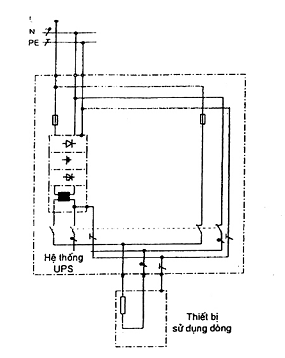 N
PE
Hệ thống
UPS
Thiết bị
sử dụng dòng